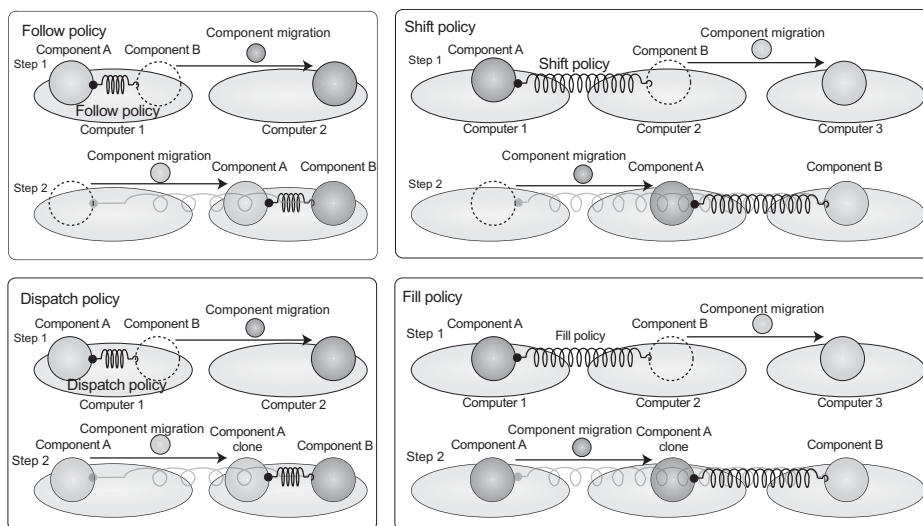 Follow policy
Component A Component B Component migration
Step 1
Follow policy
Computer 1 Computer 2
Component migration Component A Component B
Step 2
Shift policy
Component A Component B Component migration
Step 1
Shift policy
Computer 1 Computer 2 Computer 3
Component migration Component A Component B
Step 2
Dispatch policy
Component A Component B Component migration
Step 1
Dispatch policy
Computer 1 Computer 2
Component A Component migration Component A
clone Component B
Step 2
Fill policy
Component A Component B Component migration
Step 1
Fill policy
Computer 1 Computer 2 Computer 3
Component A Component migration Component A
clone Component B
Step 2